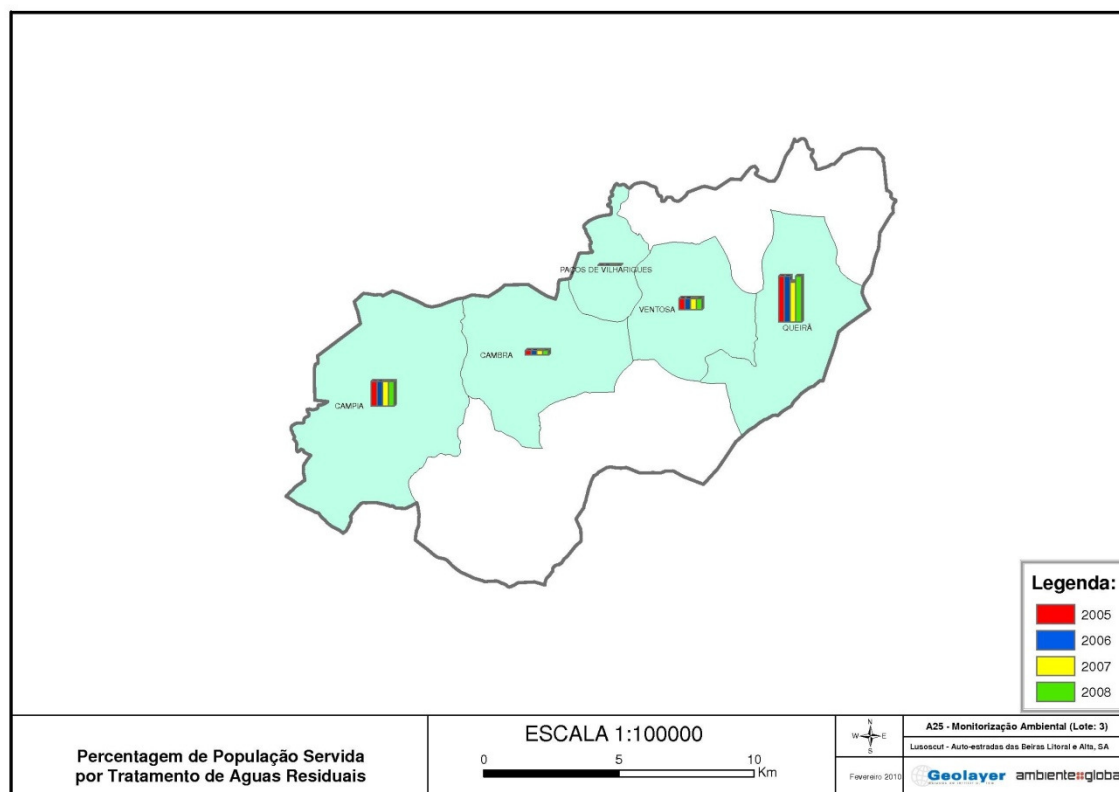 PAÇOS DE VILHARIGUES
VENTOSA
QUEIRÃ
CAMBRA
CAMPIA
Legenda:
2005
2006
2007
2008
Percentagem de População Servida
por Tratamento de Aguas Residuais
ESCALA 1:100000
0 5 10
Km
N
W E
S
Fevereiro 2010
A25 - Monitorização Ambiental (Lote: 3)
Lusoscut - Auto-estradas das Beiras Litoral e Alta, SA
Geolayer
ambiente global